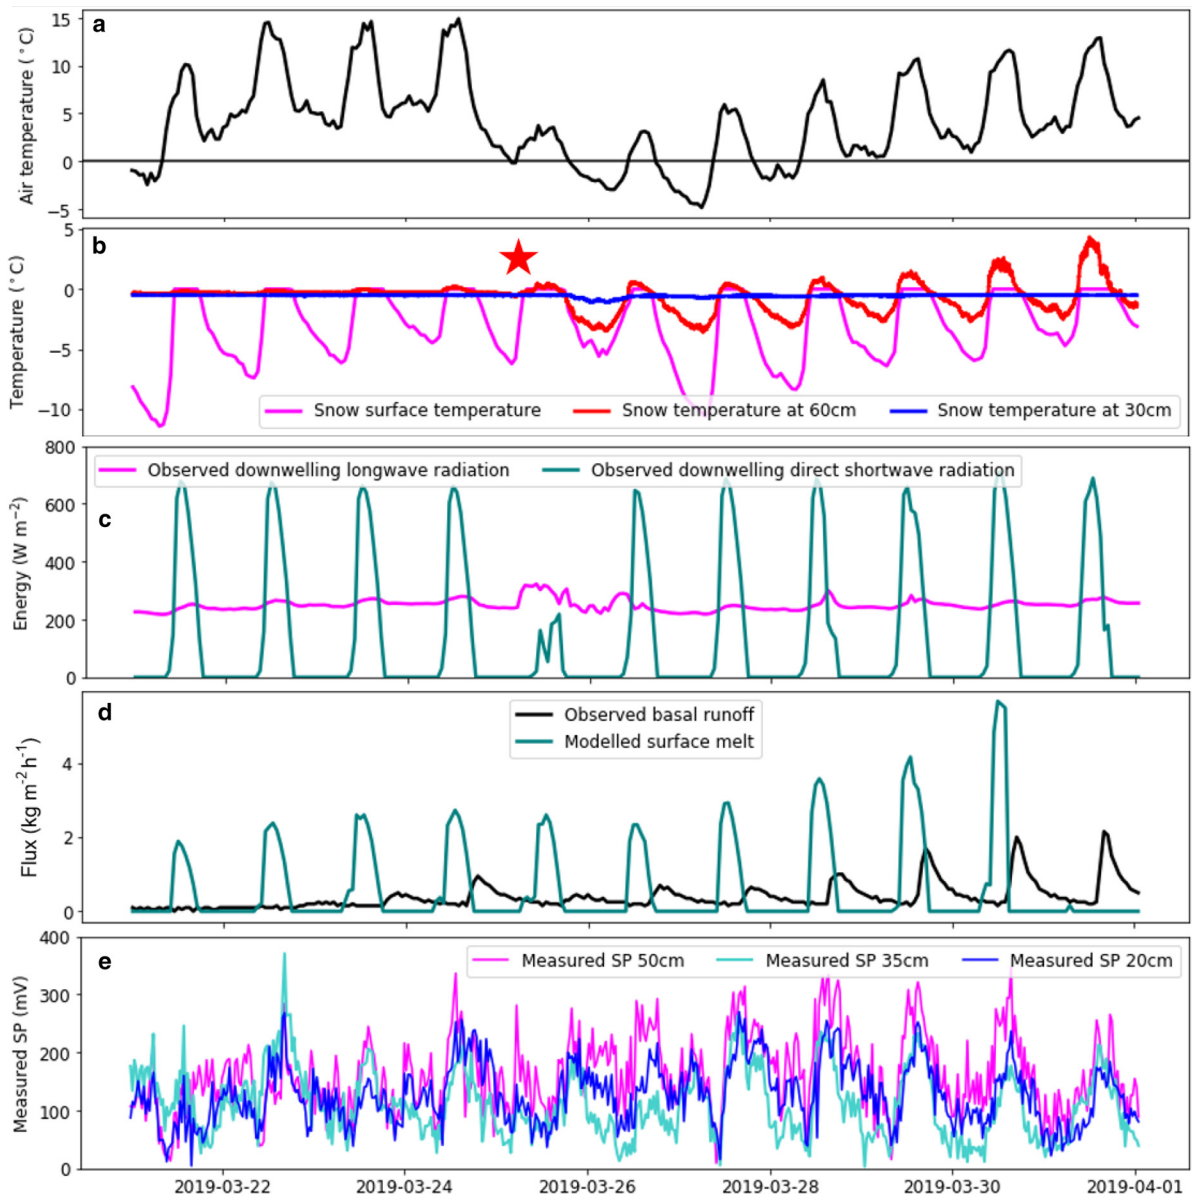 a
Air temperature (°C)
15
10
5
0
−5
b
Temperature (°C)
5
0
−5
−10
Snow surface temperature
Snow temperature at 60cm
Snow temperature at 30cm
c
Energy (W m−2)
800
600
400
200
0
Observed downwelling longwave radiation
Observed downwelling direct shortwave radiation
d
Flux (kg m-2 h-1)
4
2
0
Observed basal runoff
Modelled surface melt
e
Measured SP (mV)
400
300
200
100
0
Measured SP 50cm
Measured SP 35cm
Measured SP 20cm
2019-03-22
2019-03-24
2019-03-26
2019-03-28
2019-03-30
2019-04-01